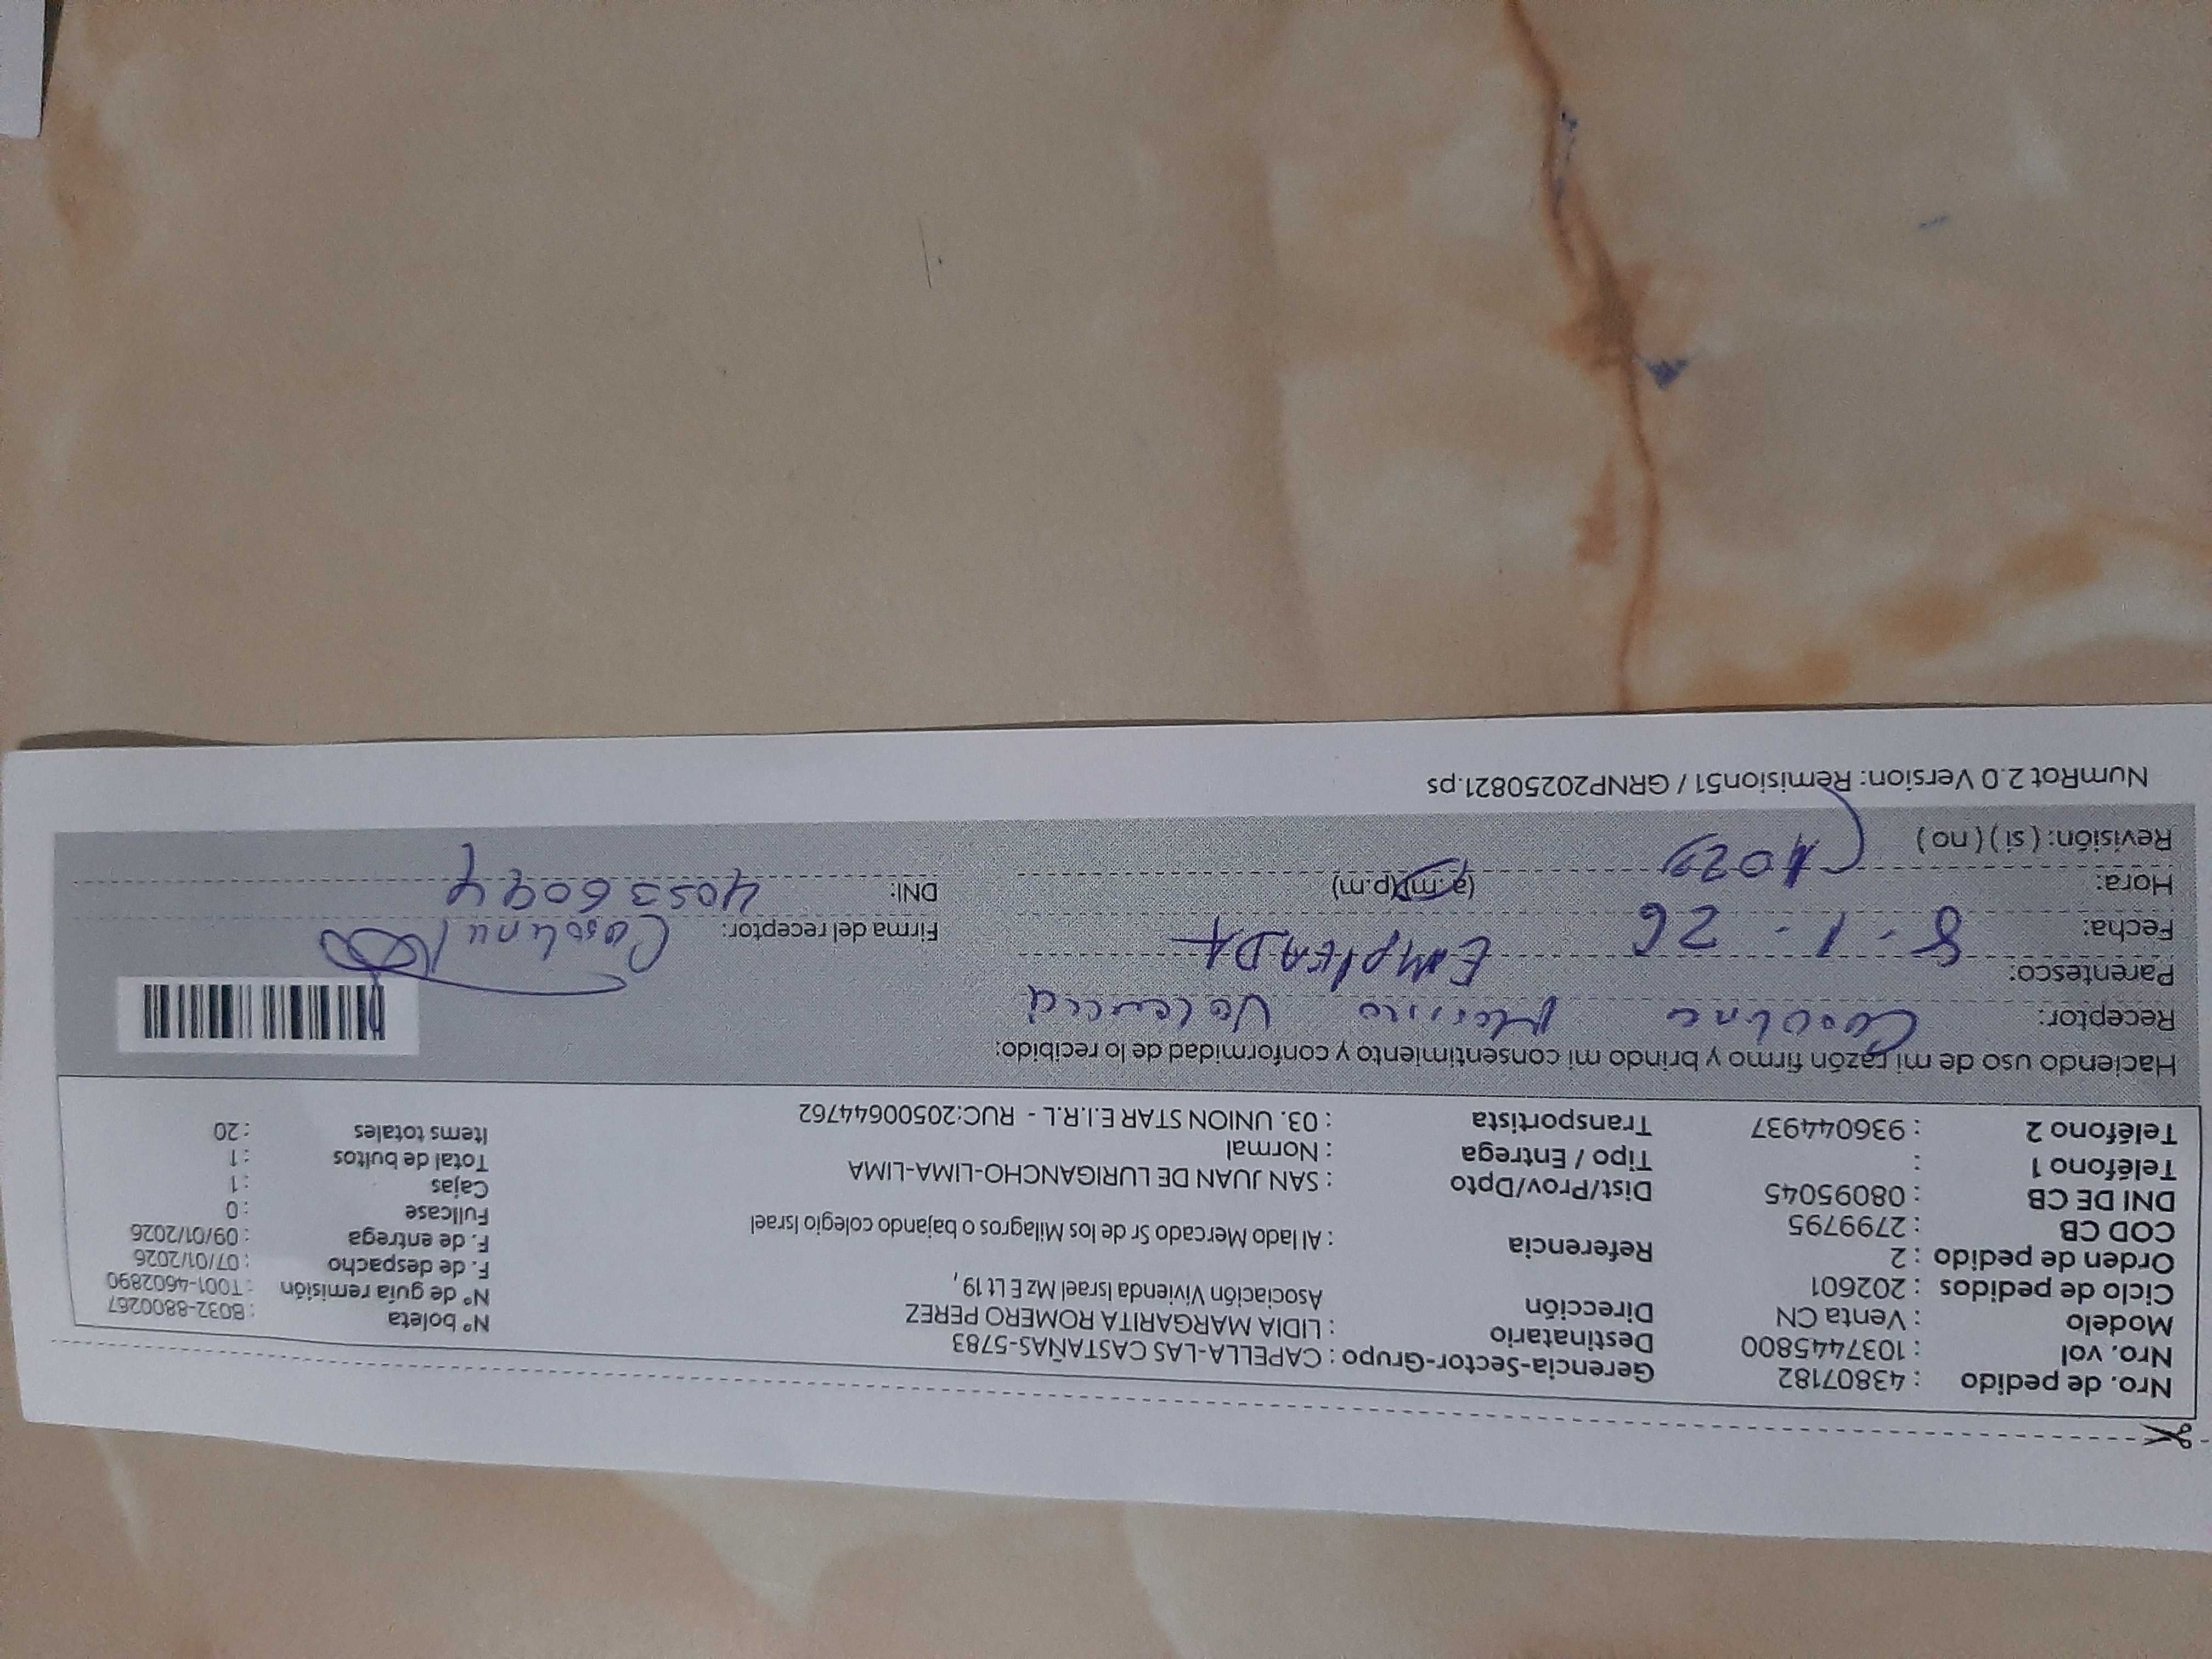 Nro. de pedido : 43807182 Gerencia-Sector-Grupo : CAPELLA-LAS CASTAÑAS-5783
Nro. vol : 1037445800 Destinatario : LIDIA MARGARITA ROMERO PEREZ Nº boleta : B032-8800267
Modelo : Venta CN Dirección Asociación Vivienda Israel Mz E Lt 19, Nº de guía remisión : T001-4602890
Ciclo de pedidos : 202601 F. de despacho : 07/01/2026
Orden de pedido : 2 Referencia : Al lado Mercado Sr de los Milagros o bajando colegio Israel F. de entrega : 09/01/2026
COD CB : 2799795 Fullcase : 0
DNI DE CB : 08095045 Dist/Prov/Dpto : SAN JUAN DE LURIGANCHO-LIMA-LIMA Cajas : 1
Teléfono 1 : Tipo / Entrega : Normal Total de bultos : 1
Teléfono 2 : 936044937 Transportista : 03. UNION STAR E.I.R.L - RUC:20500644762 Items totales : 20
Haciendo uso de mi razón firmo y brindo mi consentimiento y conformidad de lo recibido:
Receptor: Valencia
Parentesco: EMPLEADA
Fecha: 8-1-26 Firma del receptor:
Hora: (a.m)(p.m) DNI:
Revisión: ( si ) ( no )
NumRot 2.0 Version: Remision51 / GRNP20250821.ps